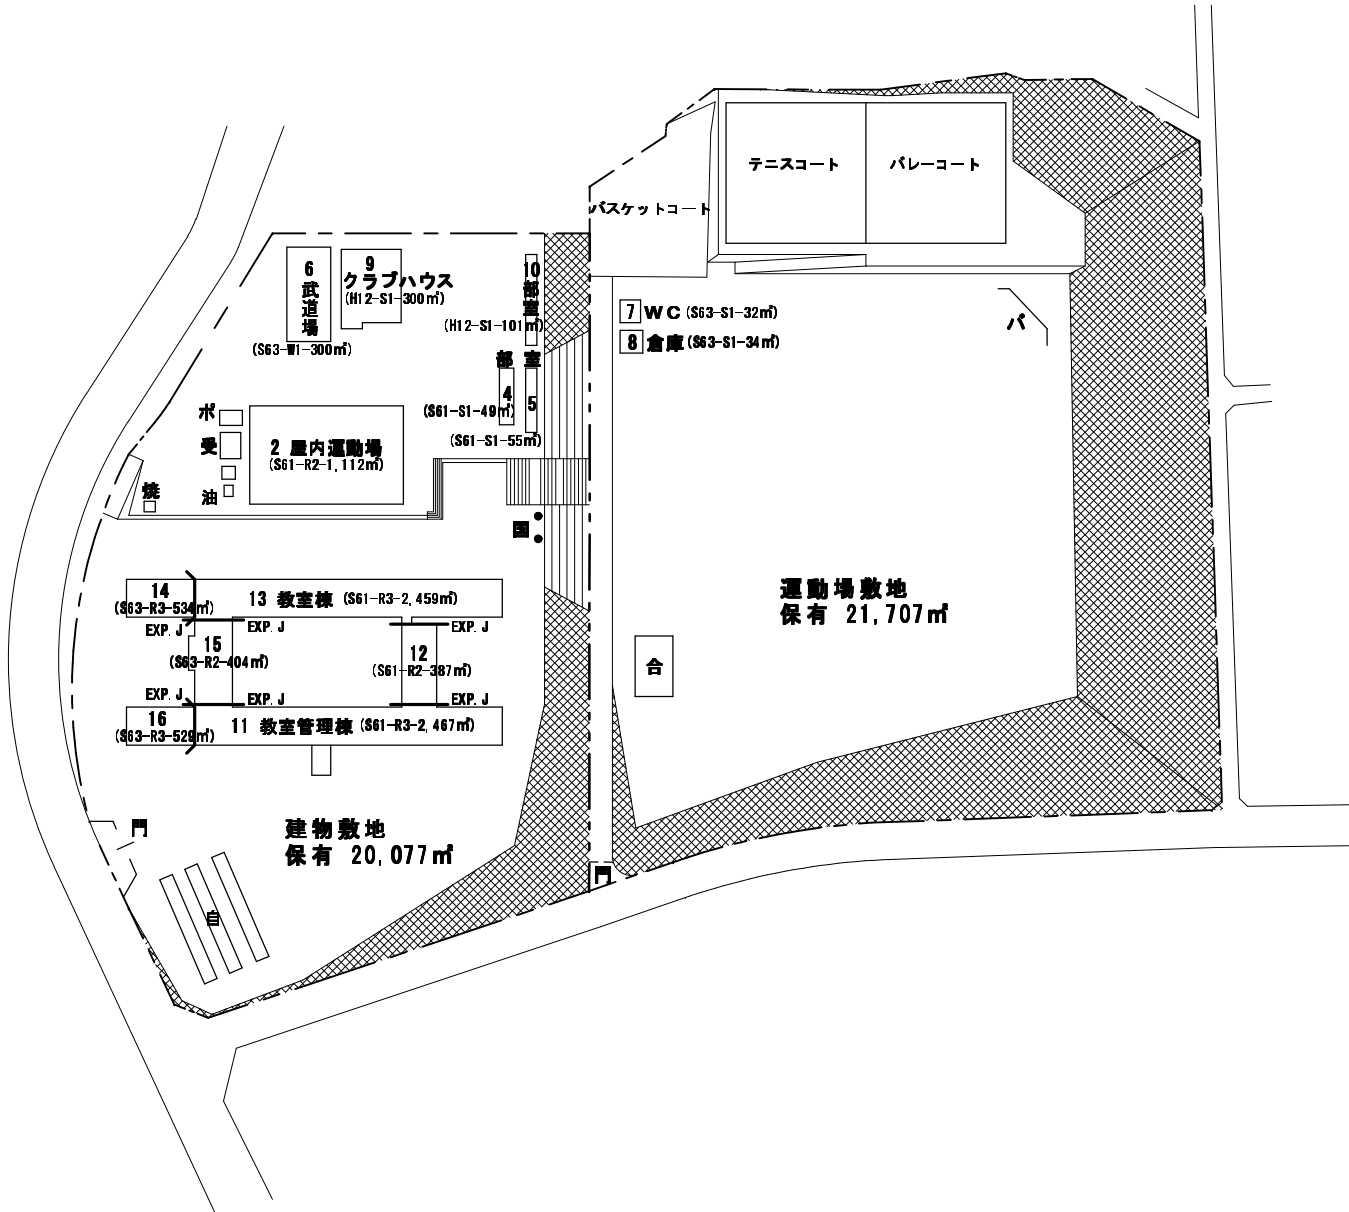 テニスコート
バレーコート
バスケットコート
6
武道場
(S63-W1-300㎡)
9
クラブハウス
(H12-S1-300㎡)
10
部室
(H12-S1-101㎡)
7 WC (S63-S1-32㎡)
8 倉庫 (S63-S1-34㎡)
バ
部 室
4
(S61-S1-49㎡)
5
(S61-S1-55㎡)
ポ
受
2 屋内運動場
(S61-R2-1,112㎡)
焼
油
国
14
(S63-R3-534㎡)
13 教室棟 (S61-R3-2,459㎡)
EXP.J
EXP.J
EXP.J
15
(S63-R2-404㎡)
12
(S61-R2-387㎡)
EXP.J
EXP.J
EXP.J
16
(S63-R3-529㎡)
11 教室管理棟 (S61-R3-2,467㎡)
運動場敷地
保有 21,707㎡
合
門
建物敷地
保有 20,077㎡
門
自